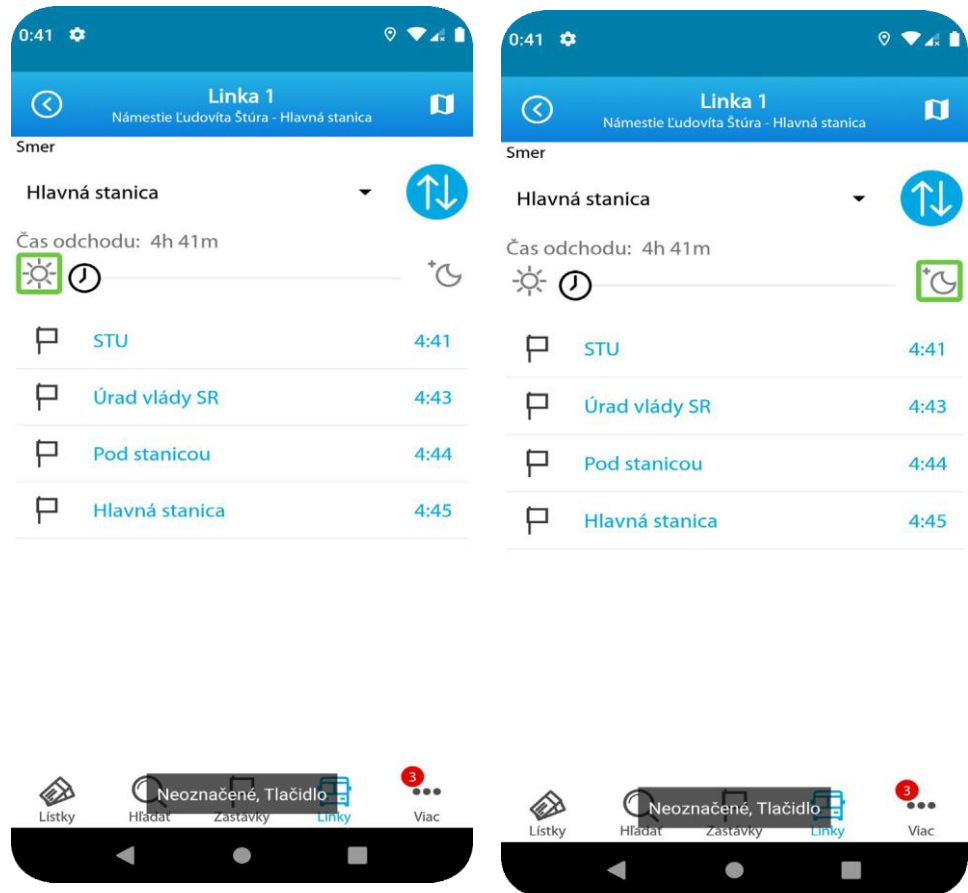 0:41
Linka 1
Námestie Ľudovíta Štúra - Hlavná stanica
Smer
Hlavná stanica
Čas odchodu: 4h 41m
STU 4:41
Úrad vlády SR 4:43
Pod stanicou 4:44
Hlavná stanica 4:45
Neoznačené, Tlačidlo
3
Lístky Hľadať Zastávky Linky Viac
0:41
Linka 1
Námestie Ľudovíta Štúra - Hlavná stanica
Smer
Hlavná stanica
Čas odchodu: 4h 41m
STU 4:41
Úrad vlády SR 4:43
Pod stanicou 4:44
Hlavná stanica 4:45
Neoznačené, Tlačidlo
3
Lístky Hľadať Zastávky Linky Viac